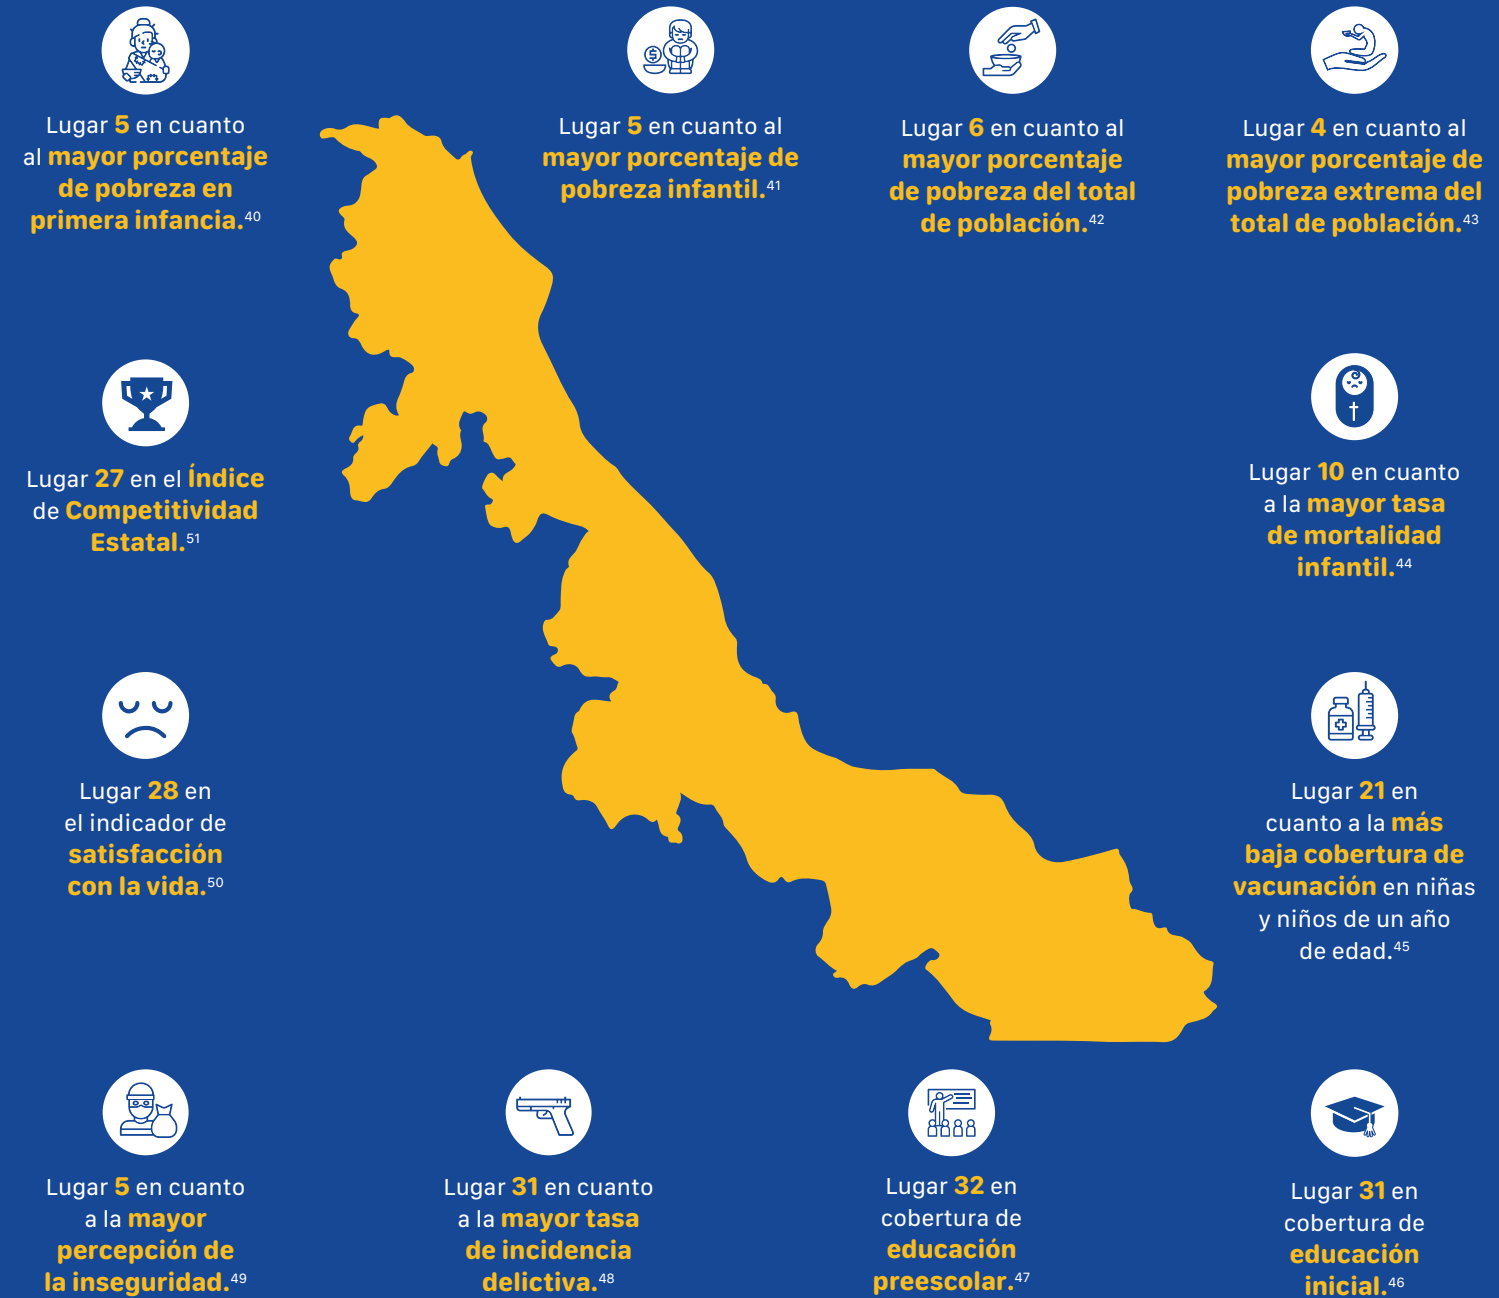 Lugar 5 en cuanto
al mayor porcentaje
de pobreza en
primera infancia.40
Lugar 5 en cuanto al
mayor porcentaje de
pobreza infantil.41
Lugar 6 en cuanto al
mayor porcentaje
de pobreza del total
de población.42
Lugar 4 en cuanto al
mayor porcentaje de
pobreza extrema del
total de población.43
Lugar 27 en el Índice
de Competitividad
Estatal.51
Lugar 10 en cuanto
a la mayor tasa
de mortalidad
infantil.44
Lugar 28 en
el indicador de
satisfacción
con la vida.50
Lugar 21 en
cuanto a la más
baja cobertura de
vacunación en niñas
y niños de un año
de edad.45
Lugar 5 en cuanto
a la mayor
percepción de
la inseguridad.49
Lugar 31 en cuanto
a la mayor tasa
de incidencia
delictiva.48
Lugar 32 en
cobertura de
educación
preescolar.47
Lugar 31 en
cobertura de
educación
inicial.46